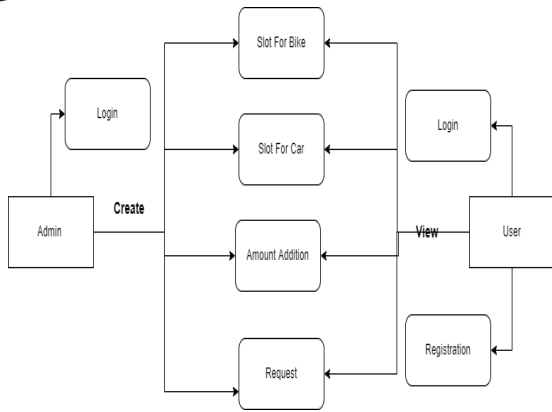 Slot For Bike
Login
Login
Slot For Car
Create
Admin
View
User
Amount Addition
Registration
Request